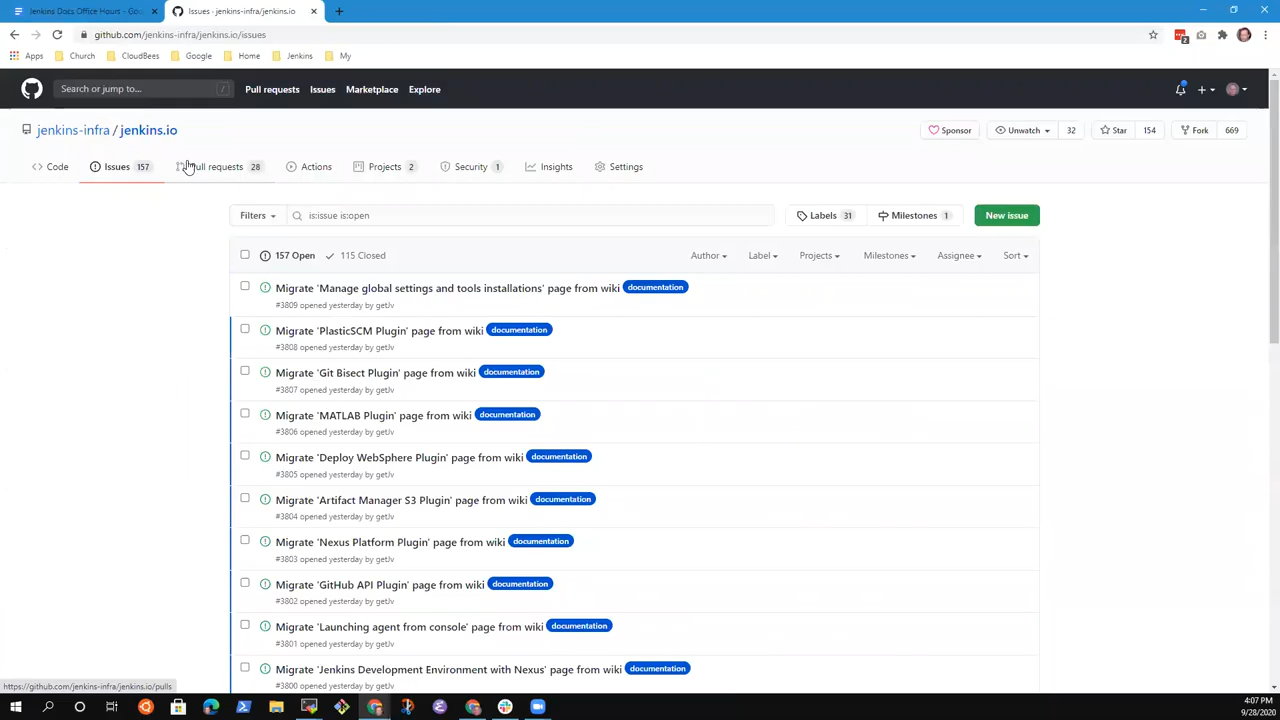 Jenkins Docs Office Hours - Goo
Issues · jenkins-infra/jenkins.io
github.com/jenkins-infra/jenkins.io/issues
2
Apps Church CloudBees Google Home Jenkins My
Search or jump to... /
Pull requests Issues Marketplace Explore
jenkins-infra / jenkins.io
Sponsor Unwatch 32 Star 154 Fork 669
Code Issues 157 Pull requests 28 Actions Projects 2 Security 1 Insights Settings
Filters is:issue is:open Labels 31 Milestones 1 New issue
157 Open 115 Closed Author Label Projects Milestones Assignee Sort
Migrate 'Manage global settings and tools installations' page from wiki documentation
#3809 opened yesterday by getJv
Migrate 'PlasticSCM Plugin' page from wiki documentation
#3808 opened yesterday by getJv
Migrate 'Git Bisect Plugin' page from wiki documentation
#3807 opened yesterday by getJv
Migrate 'MATLAB Plugin' page from wiki documentation
#3806 opened yesterday by getJv
Migrate 'Deploy WebSphere Plugin' page from wiki documentation
#3805 opened yesterday by getJv
Migrate 'Artifact Manager S3 Plugin' page from wiki documentation
#3804 opened yesterday by getJv
Migrate 'Nexus Platform Plugin' page from wiki documentation
#3803 opened yesterday by getJv
Migrate 'GitHub API Plugin' page from wiki documentation
#3802 opened yesterday by getJv
Migrate 'Launching agent from console' page from wiki documentation
#3801 opened yesterday by getJv
Migrate 'Jenkins Development Environment with Nexus' page from wiki documentation
#3800 opened yesterday by getJv
https://github.com/jenkins-infra/jenkins.io/pulls
4:07 PM
9/28/2020